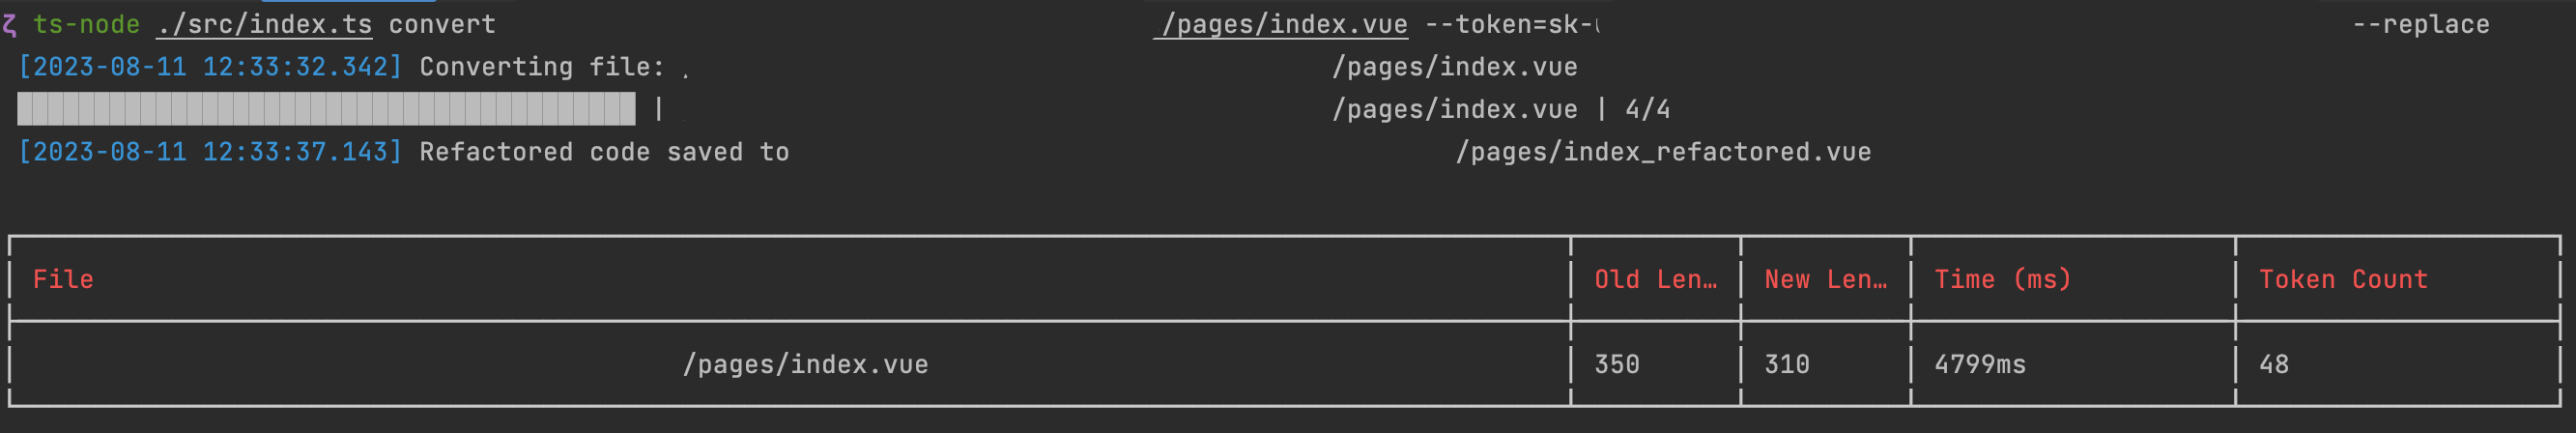 ζ ts-node ./src/index.ts convert /pages/index.vue --token=sk- --replace
[2023-08-11 12:33:32.342] Converting file: /pages/index.vue
| /pages/index.vue | 4/4
[2023-08-11 12:33:37.143] Refactored code saved to /pages/index_refactored.vue
File Old Len… New Len… Time (ms) Token Count
/pages/index.vue 350 310 4799ms 48